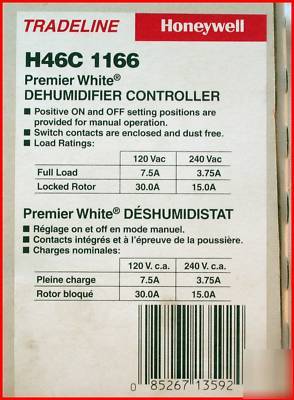 TRADELINE Honeywell
H46C 1166
Premier White®
DEHUMIDIFIER CONTROLLER
• Positive ON and OFF setting positions are
provided for manual operation.
• Switch contacts are enclosed and dust free.
• Load Ratings:
120 Vac 240 Vac
Full Load 7.5A 3.75A
Locked Rotor 30.0A 15.0A
Premier White® DÉSHUMIDISTAT
• Réglage on et off en mode manuel.
• Contacts intégrés et à l'épreuve de la poussière.
• Charges nominales:
120 V. c.a. 240 V. c.a.
Pleine charge 7.5A 3.75A
Rotor bloqué 30.0A 15.0A
0 85267 13592